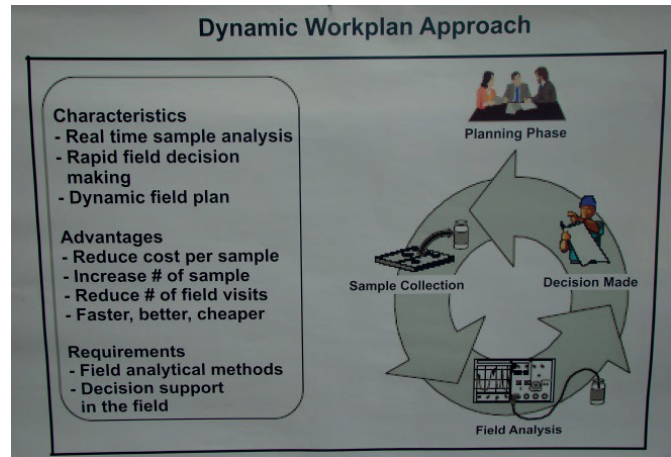 Dynamic Workplan Approach
Characteristics
- Real time sample analysis
- Rapid field decision
making
- Dynamic field plan
Advantages
- Reduce cost per sample
- Increase # of sample
- Reduce # of field visits
- Faster, better, cheaper
Requirements
- Field analytical methods
- Decision support
in the field
Planning Phase
Sample Collection
Decision Made
Field Analysis